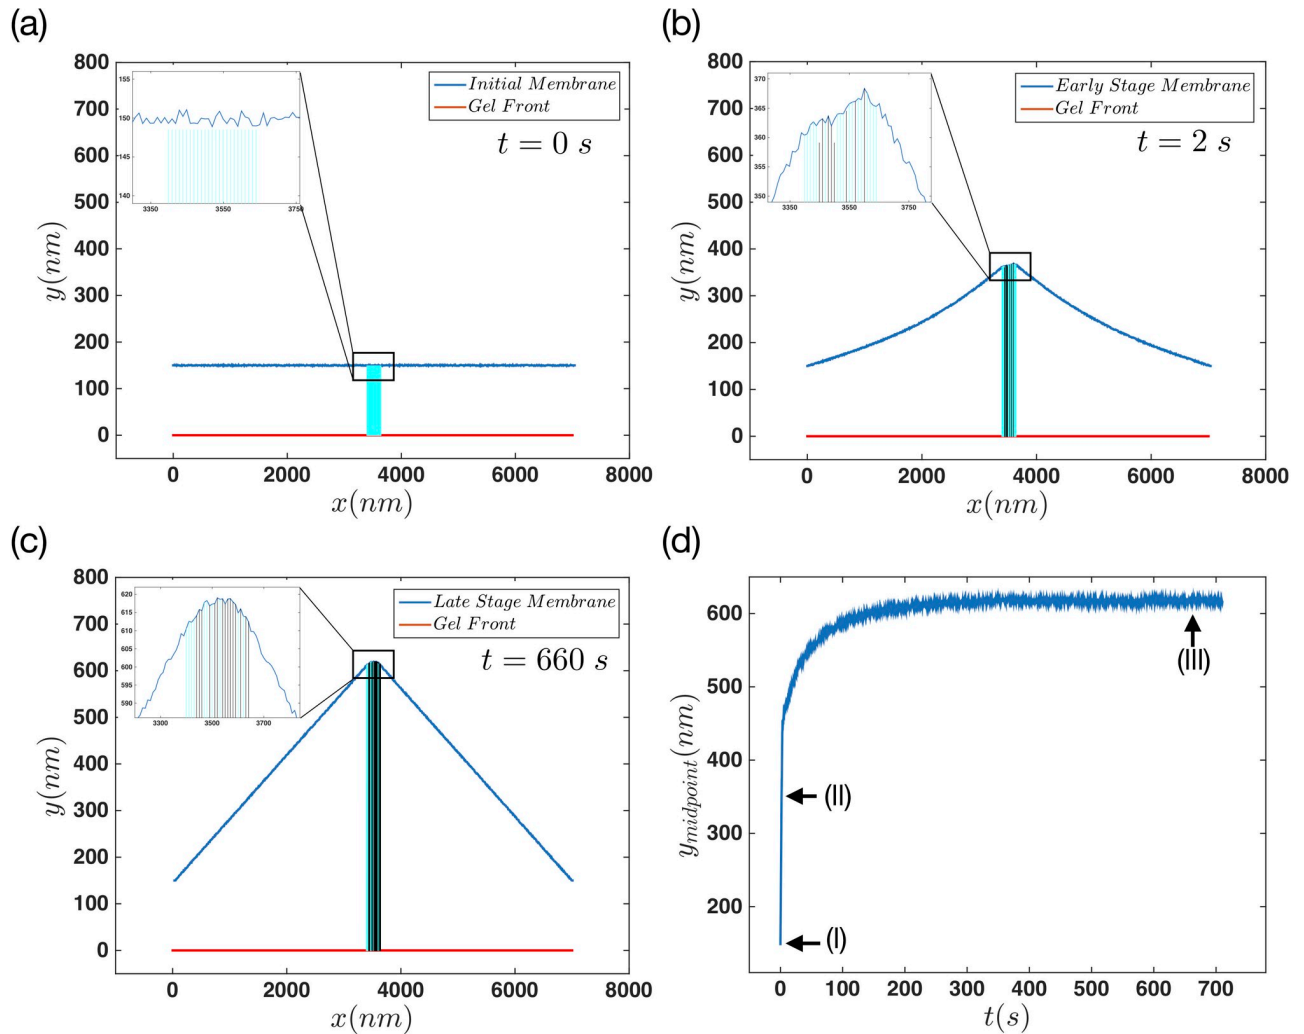 (a)
800
700
600
500
400
300
200
100
0
y(nm)
0 2000 4000 6000 8000
x(nm)
Initial Membrane
Gel Front
t = 0 s
155
150
145
140
3350 3550 3750
(b)
800
700
600
500
400
300
200
100
0
y(nm)
0 2000 4000 6000 8000
x(nm)
Early Stage Membrane
Gel Front
t = 2 s
370
365
360
355
350
3350 3550 3750
(c)
800
700
600
500
400
300
200
100
0
y(nm)
0 2000 4000 6000 8000
x(nm)
Late Stage Membrane
Gel Front
t = 660 s
620
615
610
605
600
595
590
3300 3500 3700
(d)
600
500
400
300
200
y_midpoint(nm)
0 100 200 300 400 500 600 700
t(s)
(III)
(II)
(I)